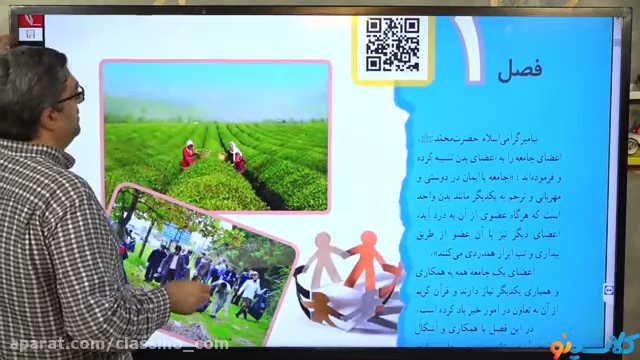 فصل ۱
پیامبر گرامی اسلام حضرت محمد ﷺ،
اعضای جامعه را به اعضای بدن تشبیه کرده
و فرموده‌اند: «جامعه با ایمان در دوستی و
مهربانی و ترحم به یکدیگر مانند بدن واحد
است که هرگاه عضوی از آن به درد آید،
اعضای دیگر نیز با آن عضو از طریق
بیداری و تب ابراز همدردی می‌کنند».
اعضای یک جامعه همه به همکاری
و همیاری یکدیگر نیاز دارند و قرآن کریم
از آن به تعاون در امور خیر یاد کرده است.
در این فصل با همکاری و اشکال
aparat.com/classino_com
کلاسینو